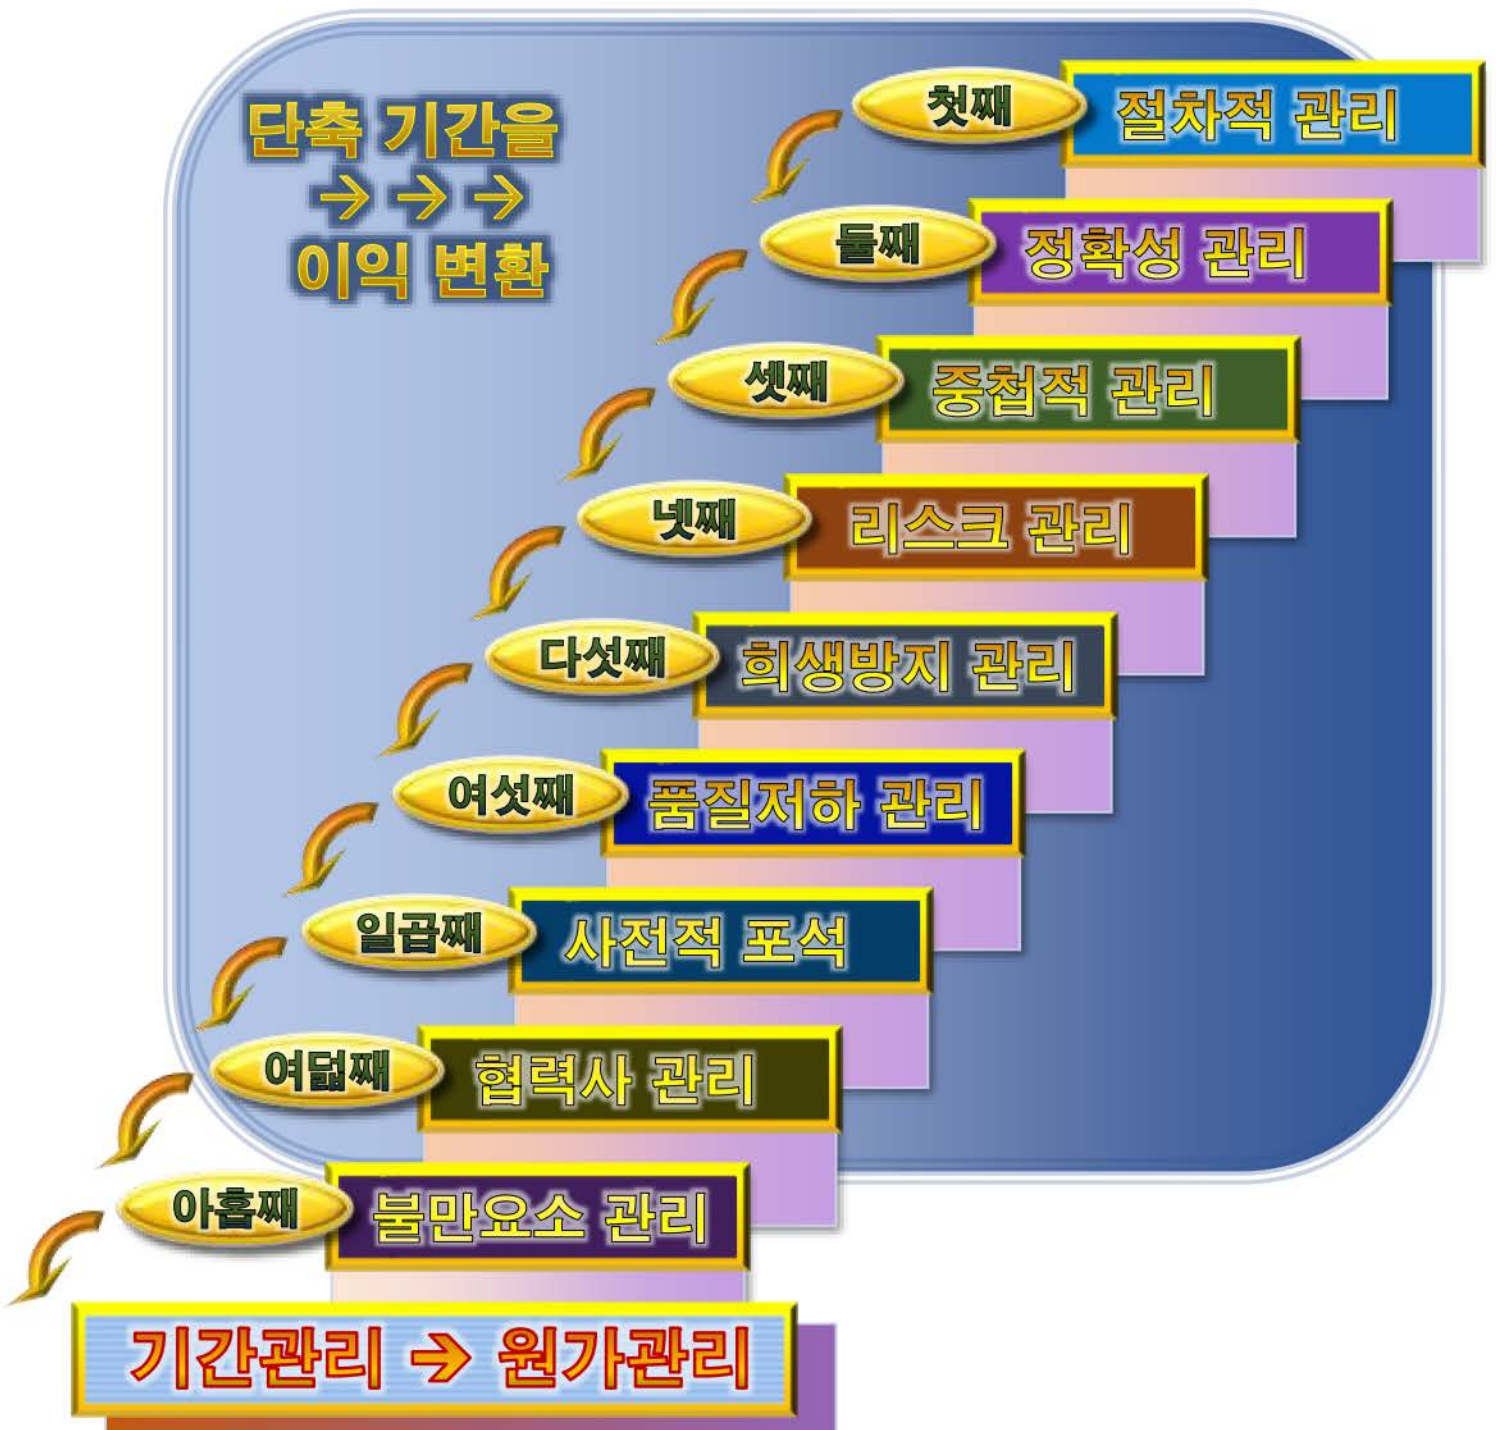 단축 기간을
→ → →
이익 변환
첫째 절차적 관리
둘째 정확성 관리
셋째 중첩적 관리
넷째 리스크 관리
다섯째 희생방지 관리
여섯째 품질저하 관리
일곱째 사전적 포석
여덟째 협력사 관리
아홉째 불만요소 관리
기간관리 → 원가관리